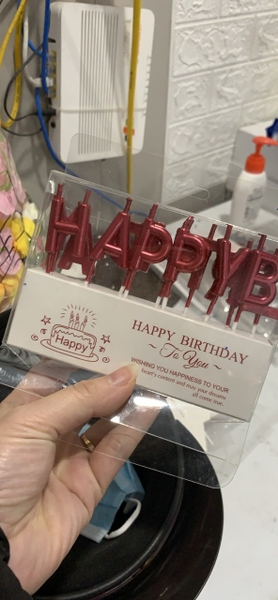 HAPPYB
Happy
HAPPY BIRTHDAY
~ To You ~
WISHING YOU HAPPINESS TO YOUR
heart's content and may your dreams
all come true.